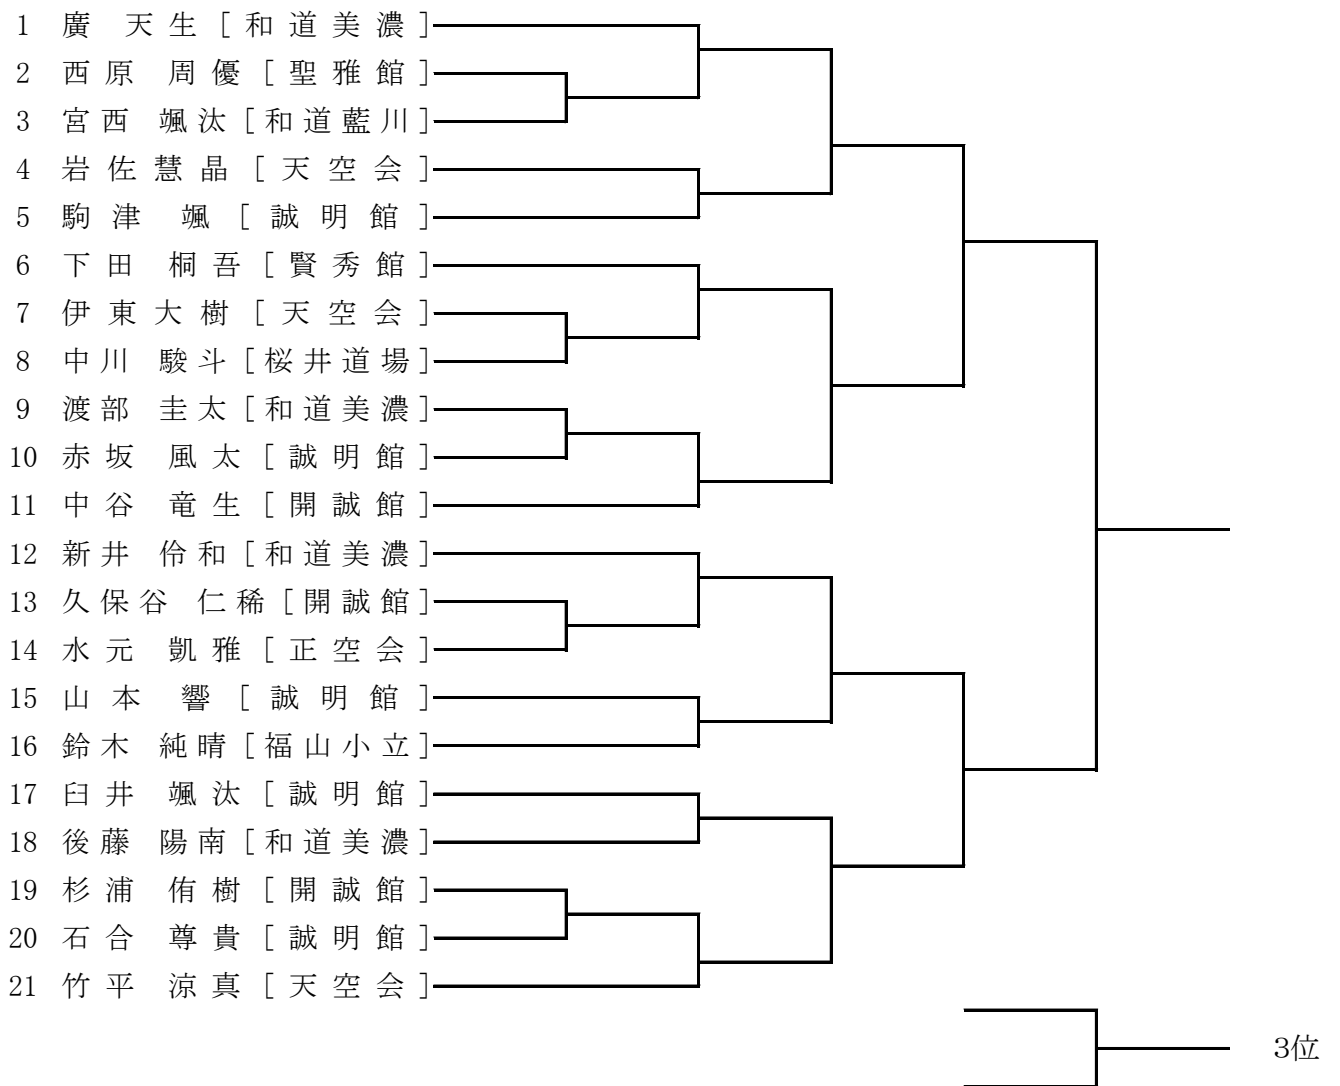 1 廣 天生 [和道美濃]
2 西原 周優 [聖雅館]
3 宮西 颯汰 [和道藍川]
4 岩佐慧晶 [天空会]
5 駒津 颯 [誠明館]
6 下田 桐吾 [賢秀館]
7 伊東大樹 [天空会]
8 中川 駿斗 [桜井道場]
9 渡部 圭太 [和道美濃]
10 赤坂 風太 [誠明館]
11 中谷 竜生 [開誠館]
12 新井 伶和 [和道美濃]
13 久保谷 仁稀 [開誠館]
14 水元 凱雅 [正空会]
15 山本 響 [誠明館]
16 鈴木 純晴 [福山小立]
17 臼井 颯汰 [誠明館]
18 後藤 陽南 [和道美濃]
19 杉浦 侑樹 [開誠館]
20 石合 尊貴 [誠明館]
21 竹平 涼真 [天空会]
3位